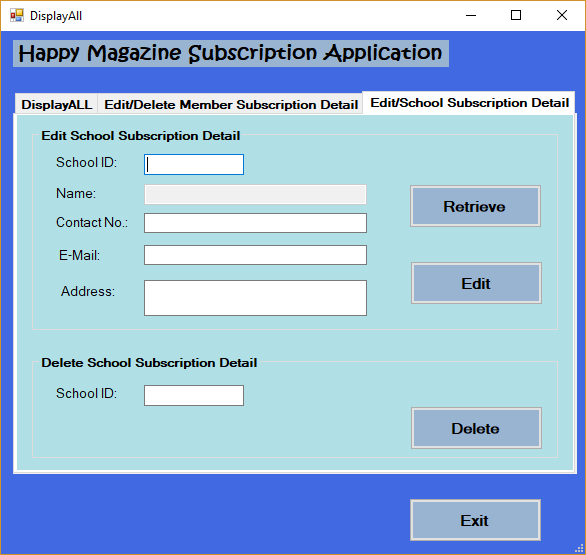 DisplayAll
Happy Magazine Subscription Application
DisplayALL Edit/Delete Member Subscription Detail Edit/School Subscription Detail
Edit School Subscription Detail
School ID:
Name:
Retrieve
Contact No.:
E-Mail:
Edit
Address:
Delete School Subscription Detail
School ID:
Delete
Exit